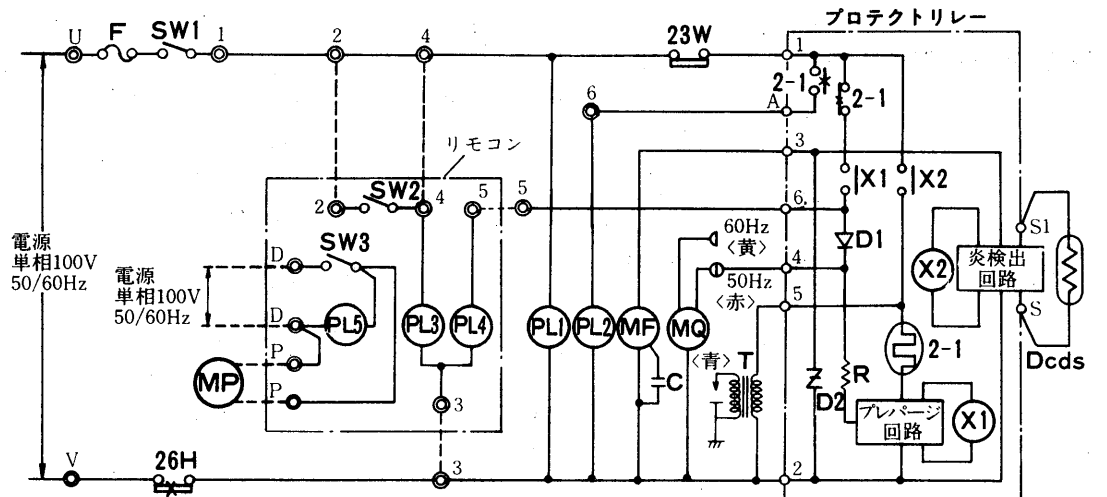 プロテクトリレー
U
F
SW1
1
2
4
23W
1
2-1
2-1
6
A
リモコン
3
SW2
2
4
5
5
X1
X2
6
電源
単相100V
50/60Hz
D
SW3
電源
単相100V
50/60Hz
60Hz
〈黄〉
D1
S1
X2
炎検出
回路
50Hz
〈赤〉
4
5
D
PL5
PL3
PL4
PL1
PL2
MF
MQ
S
P
MP
P
〈青〉
T
C
2-1
R
Dcds
D2
プレパージ
回路
X1
3
V
26H
3
2